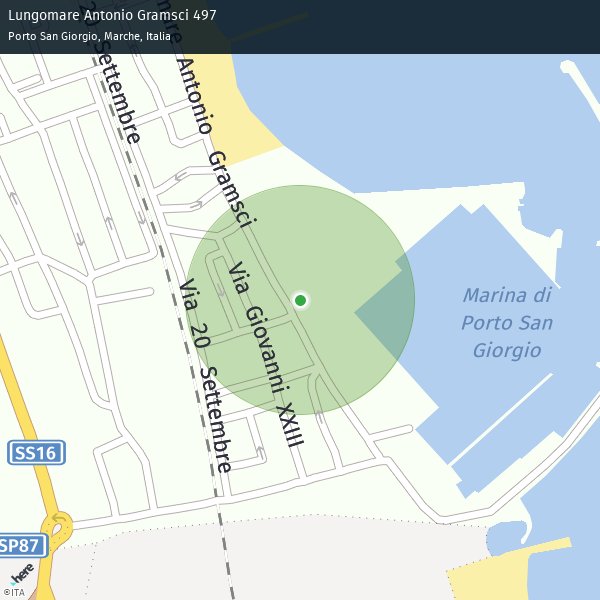 Lungomare Antonio Gramsci 497
Porto San Giorgio, Marche, Italia
20 Settembre
mare Antonio Gramsci
Via Giovanni XXIII
Via 20 Settembre
Marina di
Porto San
Giorgio
SS16
SP87
here
©ITA